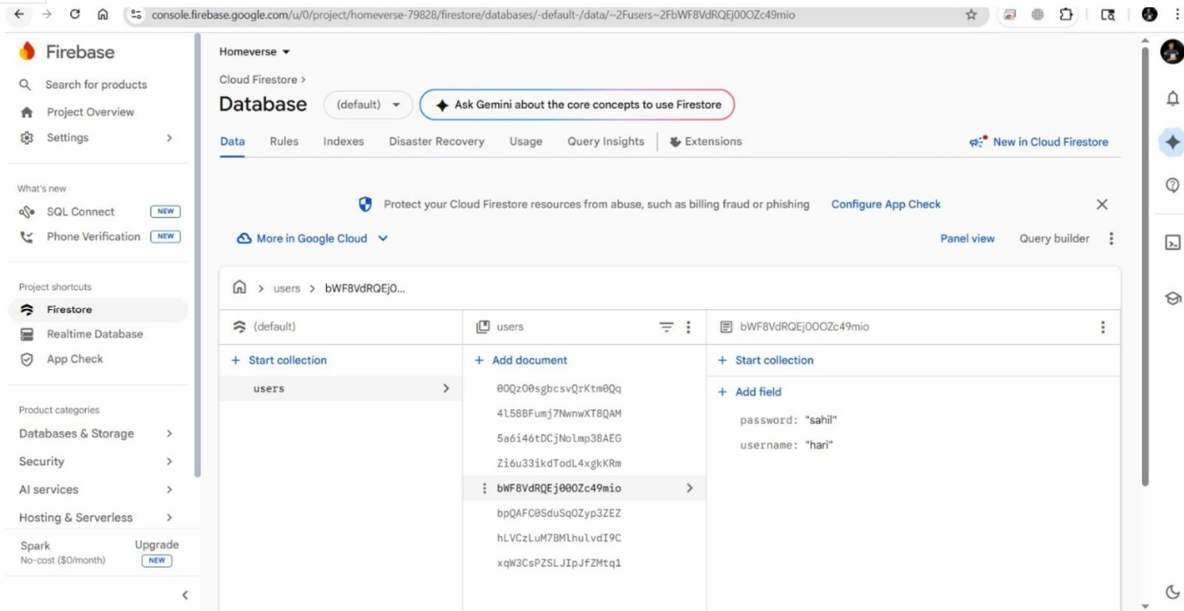 console.firebase.google.com/u/0/project/homeverse-79828/firestore/databases/-default-/data/~2Fusers~2FbWF8VdRQEj00OZc49mio
Firebase
Search for products
Project Overview
Settings
What's new
SQL Connect NEW
Phone Verification NEW
Project shortcuts
Firestore
Realtime Database
App Check
Product categories
Databases & Storage
Security
AI services
Hosting & Serverless
Spark
No-cost ($0/month)
Upgrade
NEW
Homeverse
Cloud Firestore >
Database (default) Ask Gemini about the core concepts to use Firestore
Data Rules Indexes Disaster Recovery Usage Query Insights Extensions New in Cloud Firestore
Protect your Cloud Firestore resources from abuse, such as billing fraud or phishing Configure App Check
More in Google Cloud Panel view Query builder
> users > bWF8VdRQEj0...
(default)
+ Start collection
users
users
+ Add document
0OQzO0sgbcsvQrKtm0Qq
4l58BFumj7NwnwXT8QAM
5a6i46tDCjNolmp38AEG
Zi6u33ikdTodL4xgkKRm
bWF8VdRQEj00OZc49mio
bpQAFC0SduSqOZyp3ZEZ
hLVCzLuM7BMlhulvdI9C
xqW3CsPZSLJIpJfZMtq1
bWF8VdRQEj00OZc49mio
+ Start collection
+ Add field
password: "sahil"
username: "hari"